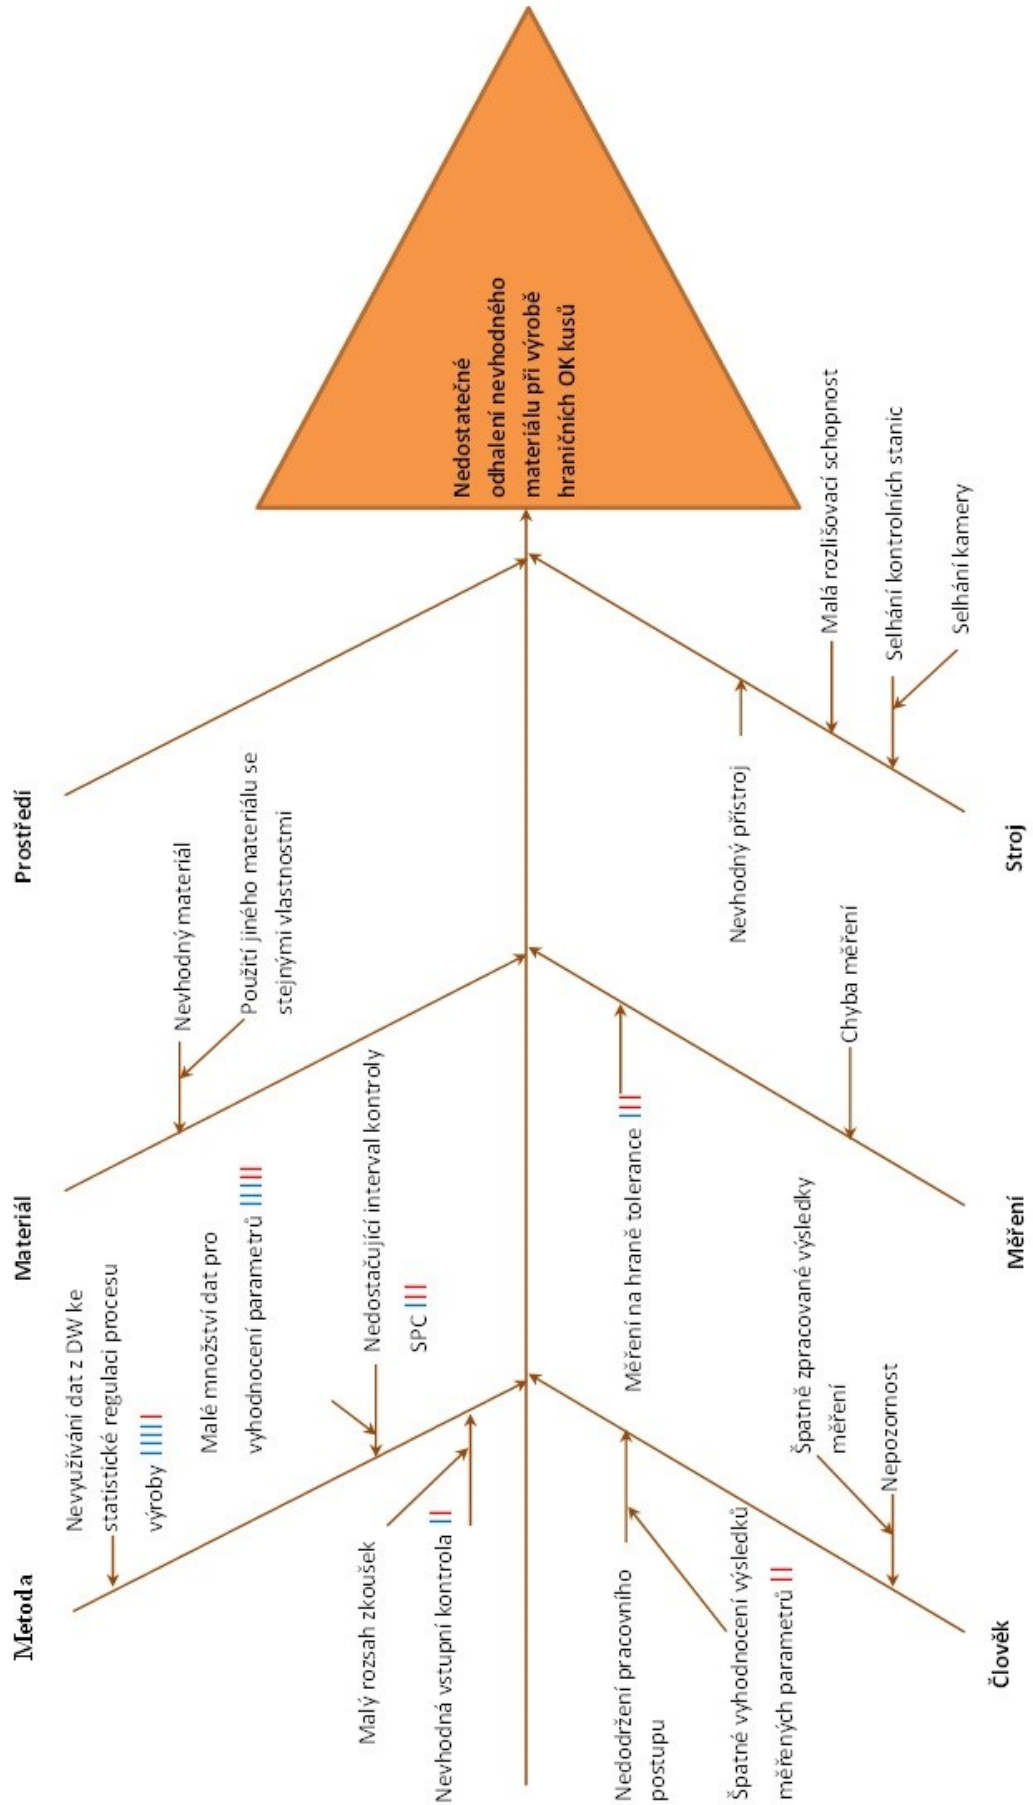 Metoda
Materiál
Prostředí
Nevyužívání dat z DW ke
statistické regulaci procesu
výroby
Malé množství dat pro
vyhodnocení parametrů
Nedostačující interval kontroly
SPC
Malý rozsah zkoušek
Nevhodná vstupní kontrola
Nevhodný materiál
Použití jiného materiálu se
stejnými vlastnostmi
Nedostatečné
odhalení nevhodného
materiálu při výrobě
hraničních OK kusů
Nedodržení pracovního
postupu
Špatné vyhodnocení výsledků
měřených parametrů
Špatně zpracované výsledky
měření
Nepozornost
Měření na hraně tolerance
Chyba měření
Nevhodný přístroj
Malá rozlišovací schopnost
Selhání kontrolních stanic
Selhání kamery
Člověk
Měření
Stroj